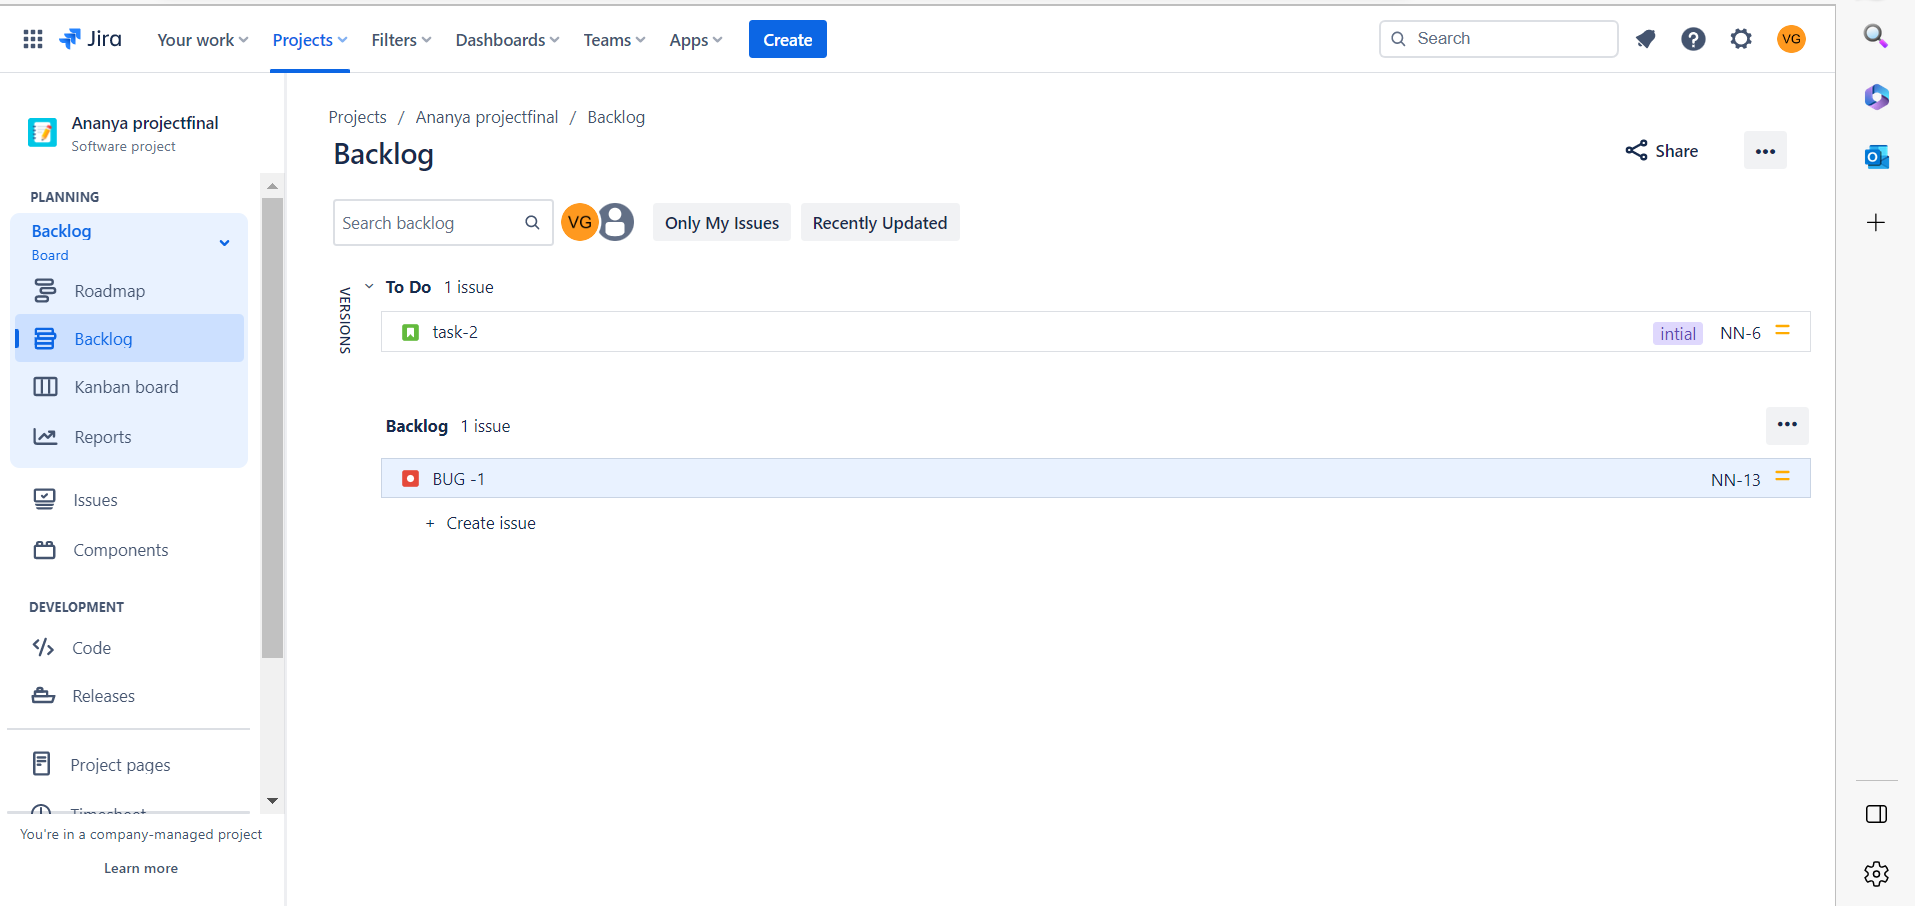 Jira Your work Projects Filters Dashboards Teams Apps Create Search VG
Ananya projectfinal
Software project
PLANNING
Backlog
Board
Roadmap
Backlog
Kanban board
Reports
Issues
Components
DEVELOPMENT
Code
Releases
Project pages
Timesheet
You're in a company-managed project
Learn more
Projects / Ananya projectfinal / Backlog
Backlog
Share
Search backlog VG Only My Issues Recently Updated
VERSIONS
To Do 1 issue
task-2 intial NN-6
Backlog 1 issue
BUG -1 NN-13
+ Create issue